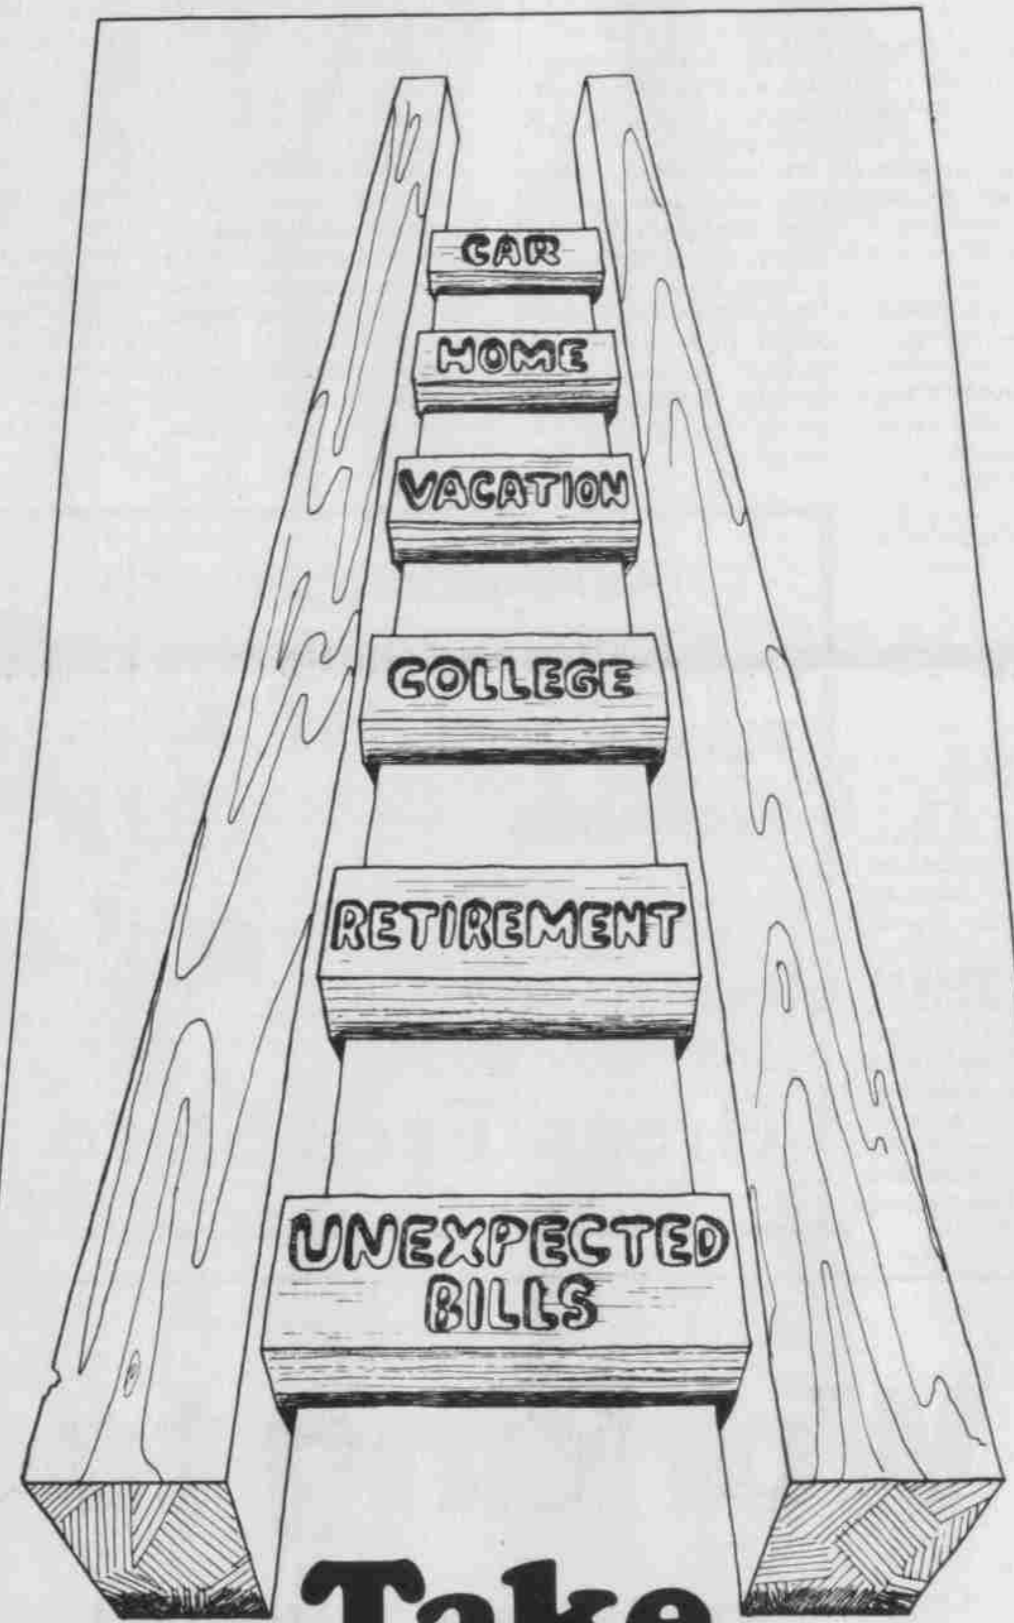 CAR
HOME
VACATION
COLLEGE
RETIREMENT
UNEXPECTED
BILLS
Take